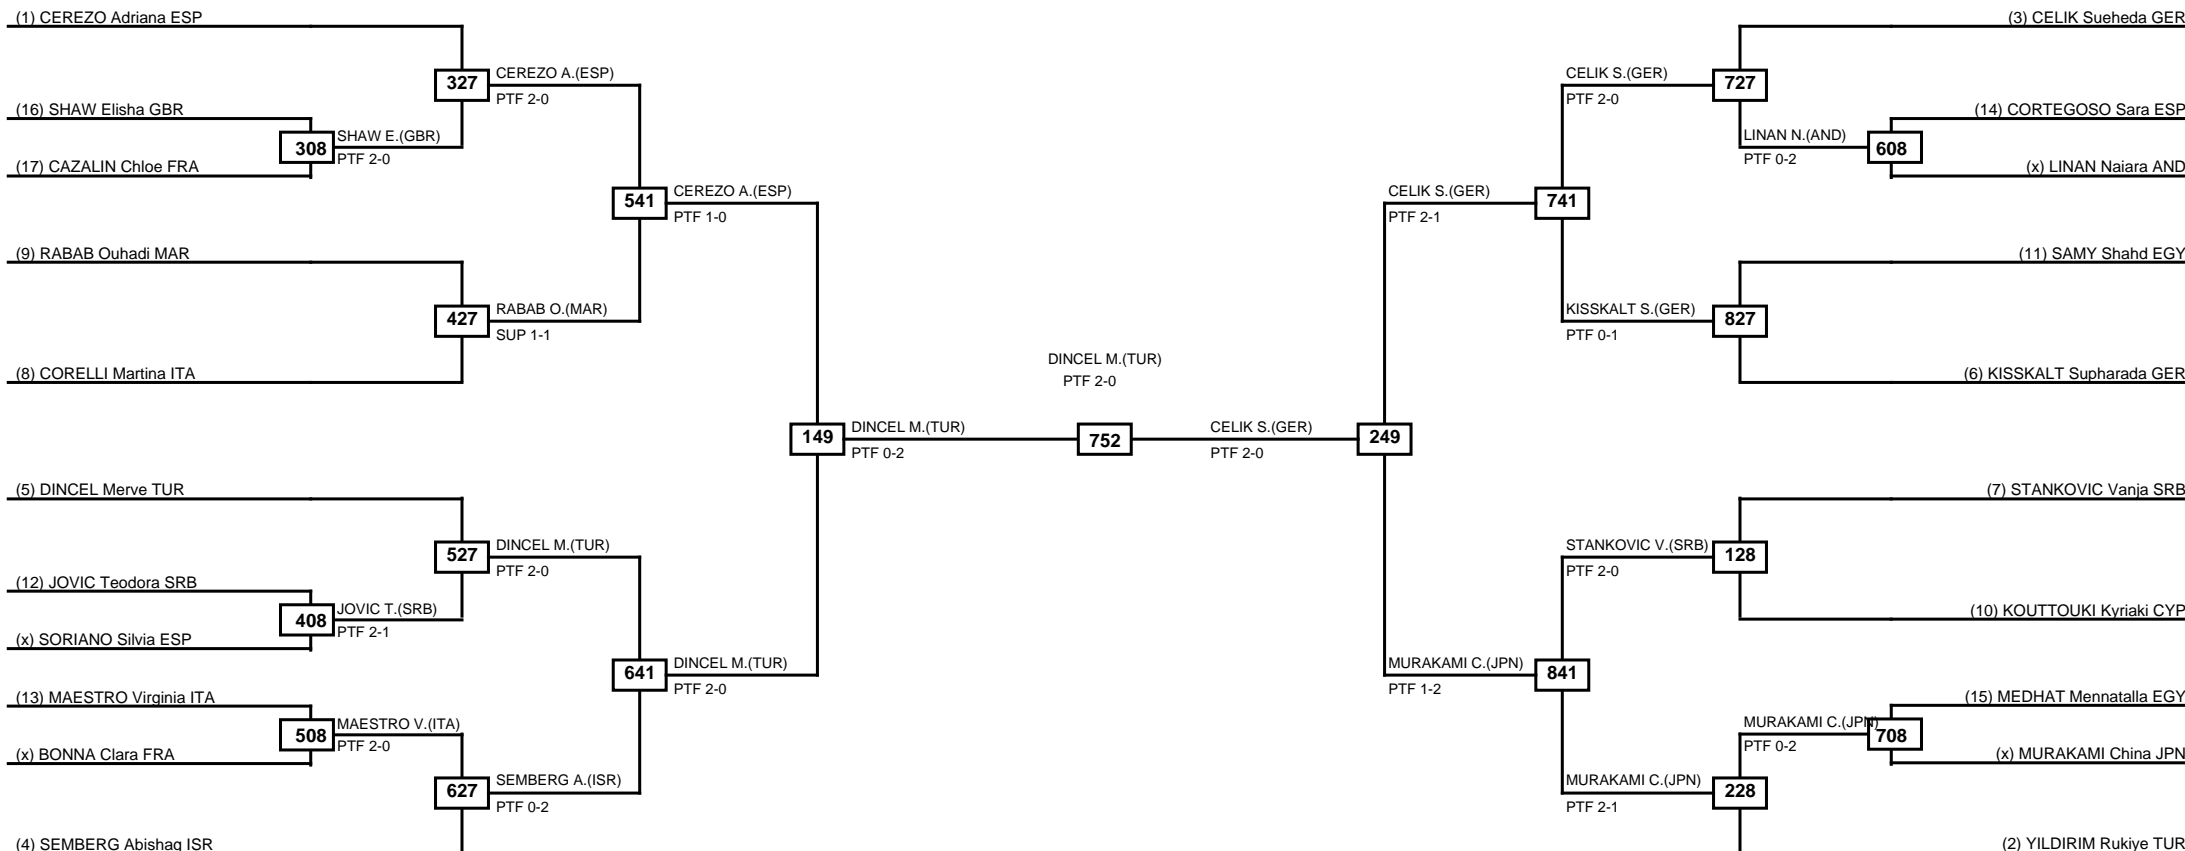 (1) CEREZO Adriana ESP
(16) SHAW Elisha GBR
(17) CAZALIN Chloe FRA
(9) RABAB Ouhadi MAR
(8) CORELLI Martina ITA
(5) DINCEL Merve TUR
(12) JOVIC Teodora SRB
(x) SORIANO Silvia ESP
(13) MAESTRO Virginia ITA
(x) BONNA Clara FRA
(4) SEMBERG Abishag ISR
308
SHAW E.(GBR)
PTF 2-0
408
JOVIC T.(SRB)
PTF 2-1
508
MAESTRO V.(ITA)
PTF 2-0
327
CEREZO A.(ESP)
PTF 2-0
427
RABAB O.(MAR)
SUP 1-1
527
DINCEL M.(TUR)
PTF 2-0
627
SEMBERG A.(ISR)
PTF 0-2
541
CEREZO A.(ESP)
PTF 1-0
641
DINCEL M.(TUR)
PTF 2-0
149
DINCEL M.(TUR)
PTF 0-2
DINCEL M.(TUR)
PTF 2-0
752
CELIK S.(GER)
PTF 2-0
249
CELIK S.(GER)
PTF 2-1
741
MURAKAMI C.(JPN)
PTF 1-2
841
CELIK S.(GER)
PTF 2-0
727
KISSKALT S.(GER)
PTF 0-1
827
STANKOVIC V.(SRB)
PTF 2-0
128
MURAKAMI C.(JPN)
PTF 2-1
228
LINAN N.(AND)
PTF 0-2
608
MURAKAMI C.(JPN)
PTF 0-2
708
(3) CELIK Sueheda GER
(14) CORTEGOSO Sara ESP
(x) LINAN Naiara AND
(11) SAMY Shahd EGY
(6) KISSKALT Supharada GER
(7) STANKOVIC Vanja SRB
(10) KOUTTOUKI Kyriaki CYP
(15) MEDHAT Mennatalla EGY
(x) MURAKAMI China JPN
(2) YILDIRIM Rukiye TUR